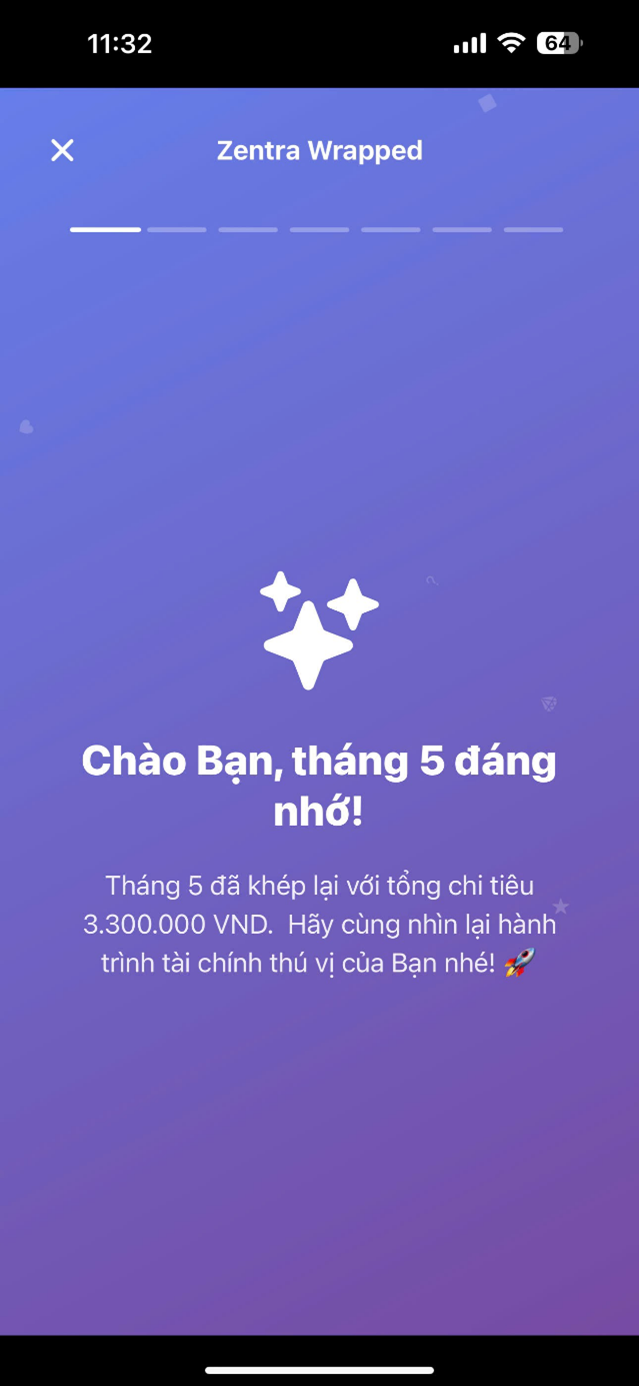 11:32
64
Zentra Wrapped
Chào Bạn, tháng 5 đáng
nhớ!
Tháng 5 đã khép lại với tổng chi tiêu
3.300.000 VND.  Hãy cùng nhìn lại hành
trình tài chính thú vị của Bạn nhé! 🚀